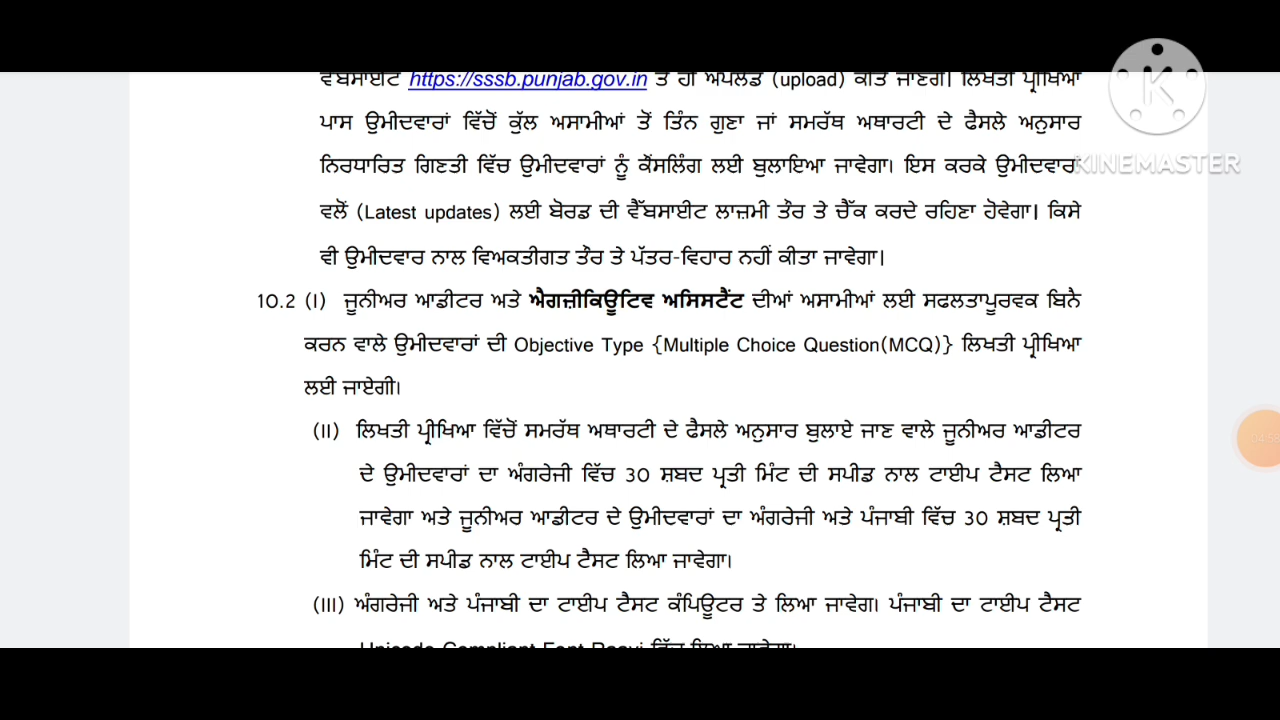 ਵੈੱਬਸਾਈਟ https://sssb.punjab.gov.in ਤੇ ਹੀ ਅਪਲੋਡ (upload) ਕੀਤੇ ਜਾਣਗੇ। ਲਿਖਤੀ ਪ੍ਰੀਖਿਆ
ਪਾਸ ਉਮੀਦਵਾਰਾਂ ਵਿੱਚੋਂ ਕੁੱਲ ਅਸਾਮੀਆਂ ਤੋਂ ਤਿੰਨ ਗੁਣਾ ਜਾਂ ਸਮਰੱਥ ਅਥਾਰਟੀ ਦੇ ਫੈਸਲੇ ਅਨੁਸਾਰ
ਨਿਰਧਾਰਿਤ ਗਿਣਤੀ ਵਿੱਚ ਉਮੀਦਵਾਰਾਂ ਨੂੰ ਕੌਂਸਲਿੰਗ ਲਈ ਬੁਲਾਇਆ ਜਾਵੇਗਾ। ਇਸ ਕਰਕੇ ਉਮੀਦਵਾਰ
ਵਲੋਂ (Latest updates) ਲਈ ਬੋਰਡ ਦੀ ਵੈੱਬਸਾਈਟ ਲਾਜ਼ਮੀ ਤੌਰ ਤੇ ਚੈੱਕ ਕਰਦੇ ਰਹਿਣਾ ਹੋਵੇਗਾ। ਕਿਸੇ
ਵੀ ਉਮੀਦਵਾਰ ਨਾਲ ਵਿਅਕਤੀਗਤ ਤੌਰ ਤੇ ਪੱਤਰ-ਵਿਹਾਰ ਨਹੀਂ ਕੀਤਾ ਜਾਵੇਗਾ।
10.2 (I) ਜੂਨੀਅਰ ਆਡੀਟਰ ਅਤੇ ਐਗਜ਼ੀਕਿਊਟਿਵ ਅਸਿਸਟੈਂਟ ਦੀਆਂ ਅਸਾਮੀਆਂ ਲਈ ਸਫਲਤਾਪੂਰਵਕ ਬਿਨੈ
ਕਰਨ ਵਾਲੇ ਉਮੀਦਵਾਰਾਂ ਦੀ Objective Type {Multiple Choice Question(MCQ)} ਲਿਖਤੀ ਪ੍ਰੀਖਿਆ
ਲਈ ਜਾਏਗੀ।
(II) ਲਿਖਤੀ ਪ੍ਰੀਖਿਆ ਵਿੱਚੋਂ ਸਮਰੱਥ ਅਥਾਰਟੀ ਦੇ ਫੈਸਲੇ ਅਨੁਸਾਰ ਬੁਲਾਏ ਜਾਣ ਵਾਲੇ ਜੂਨੀਅਰ ਆਡੀਟਰ
ਦੇ ਉਮੀਦਵਾਰਾਂ ਦਾ ਅੰਗਰੇਜੀ ਵਿੱਚ 30 ਸ਼ਬਦ ਪ੍ਰਤੀ ਮਿੰਟ ਦੀ ਸਪੀਡ ਨਾਲ ਟਾਈਪ ਟੈਸਟ ਲਿਆ
ਜਾਵੇਗਾ ਅਤੇ ਜੂਨੀਅਰ ਆਡੀਟਰ ਦੇ ਉਮੀਦਵਾਰਾਂ ਦਾ ਅੰਗਰੇਜੀ ਅਤੇ ਪੰਜਾਬੀ ਵਿੱਚ 30 ਸ਼ਬਦ ਪ੍ਰਤੀ
ਮਿੰਟ ਦੀ ਸਪੀਡ ਨਾਲ ਟਾਈਪ ਟੈਸਟ ਲਿਆ ਜਾਵੇਗਾ।
(III) ਅੰਗਰੇਜੀ ਅਤੇ ਪੰਜਾਬੀ ਦਾ ਟਾਈਪ ਟੈਸਟ ਕੰਪਿਊਟਰ ਤੇ ਲਿਆ ਜਾਵੇਗ। ਪੰਜਾਬੀ ਦਾ ਟਾਈਪ ਟੈਸਟ
Unicode Compliant Font Raavi ਵਿੱਚ ਲਿਆ ਜਾਵੇਗਾ।
KINEMASTER